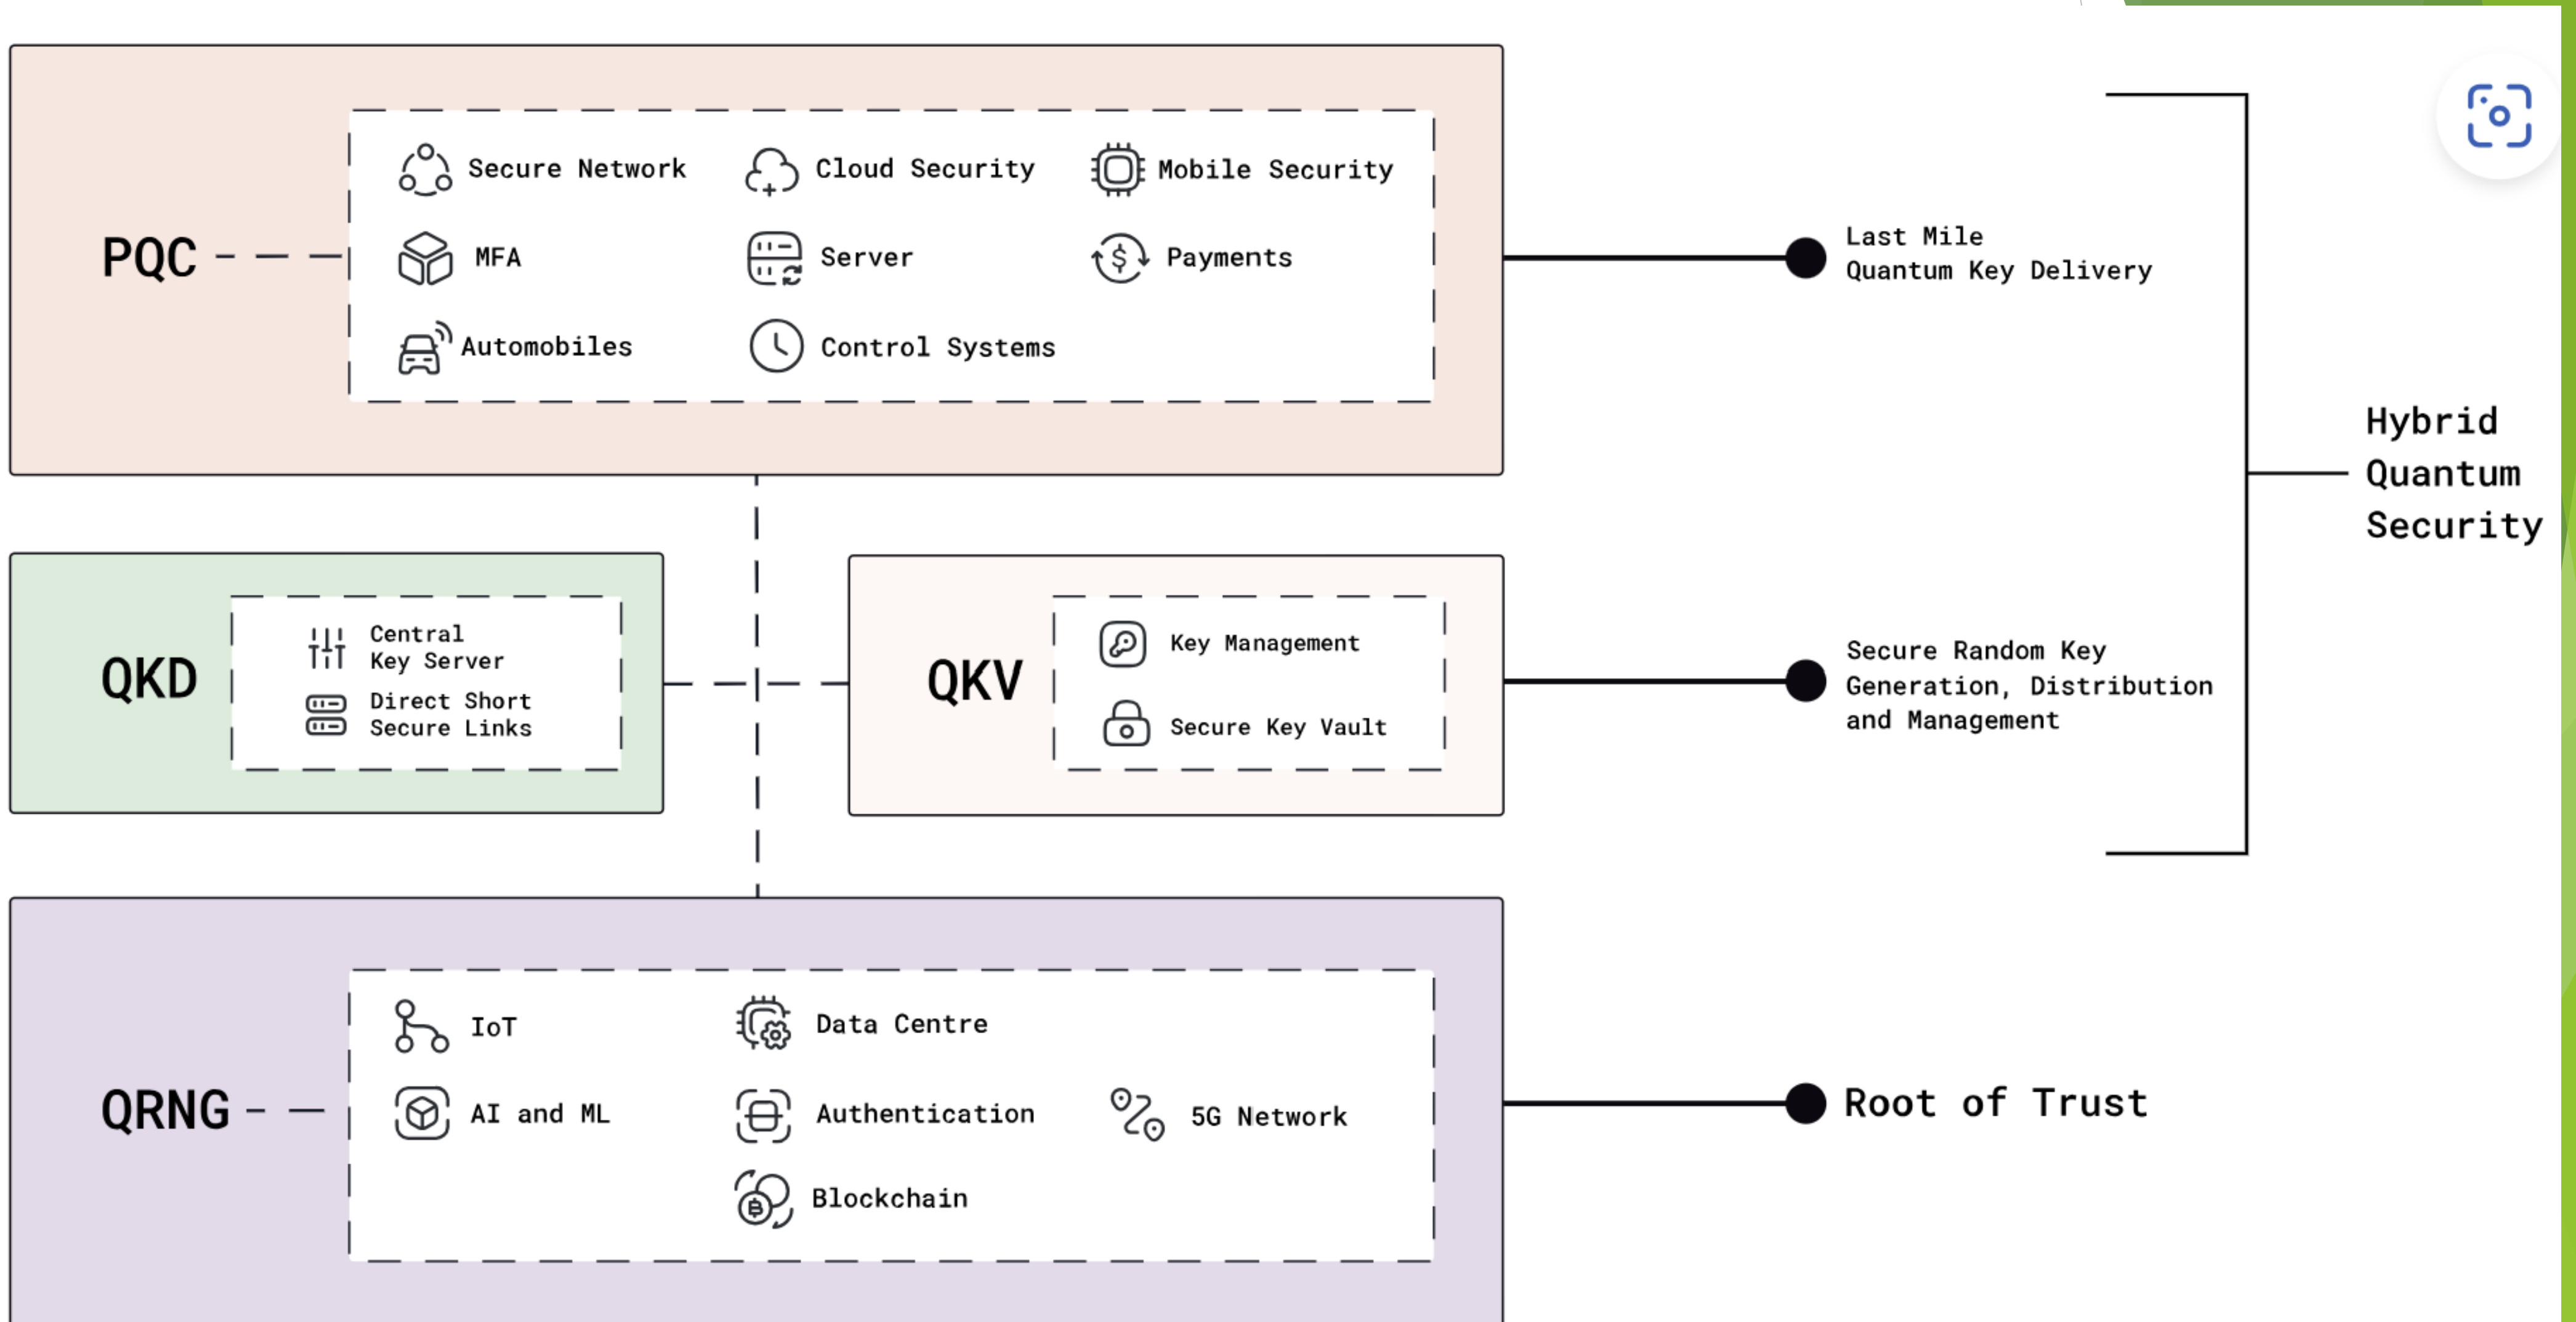 PQC
Secure Network
Cloud Security
Mobile Security
MFA
Server
Payments
Automobiles
Control Systems
Last Mile
Quantum Key Delivery
Hybrid
Quantum
Security
QKD
Central
Key Server
Direct Short
Secure Links
QKV
Key Management
Secure Key Vault
Secure Random Key
Generation, Distribution
and Management
QRNG
IoT
Data Centre
AI and ML
Authentication
5G Network
Blockchain
Root of Trust